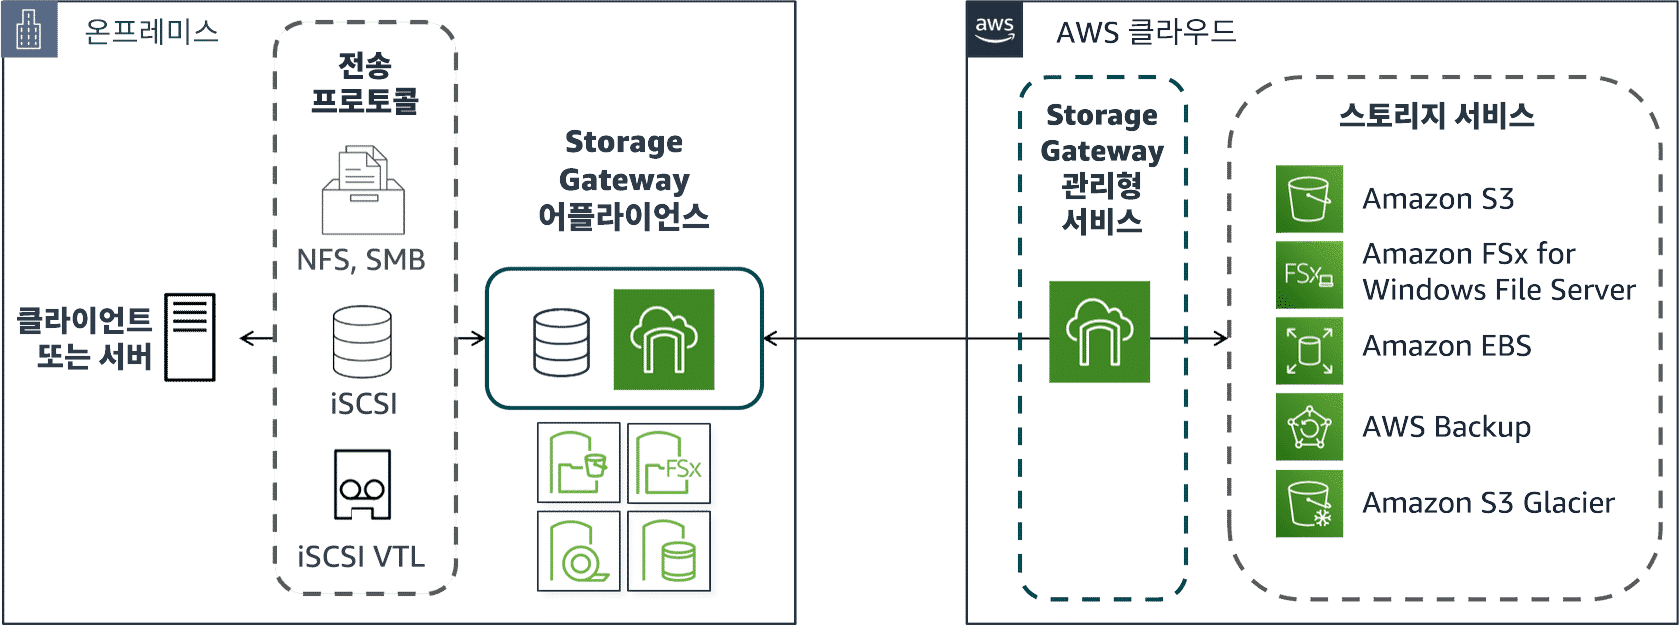 온프레미스
전송
프로토콜
NFS, SMB
iSCSI
iSCSI VTL
클라이언트
또는 서버
Storage
Gateway
어플라이언스
FSx
aws
AWS 클라우드
Storage
Gateway
관리형
서비스
스토리지 서비스
Amazon S3
FSx
Amazon FSx for
Windows File Server
Amazon EBS
AWS Backup
Amazon S3 Glacier